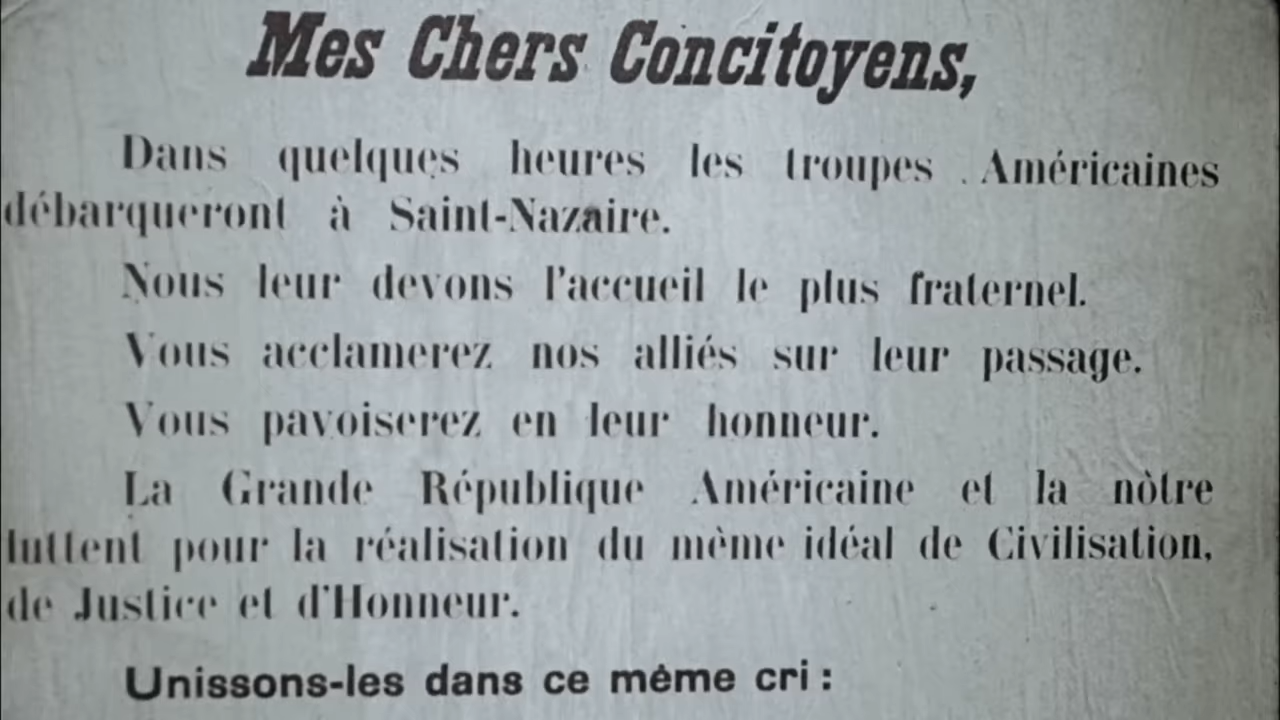 Mes Chers Concitoyens,
Dans quelques heures les troupes Américaines
débarqueront à Saint-Nazaire.
Nous leur devons l'accueil le plus fraternel.
Vous acclamerez nos alliés sur leur passage.
Vous pavoiserez en leur honneur.
La Grande République Américaine et la nôtre
luttent pour la réalisation du même idéal de Civilisation,
de Justice et d'Honneur.
Unissons-les dans ce même cri :